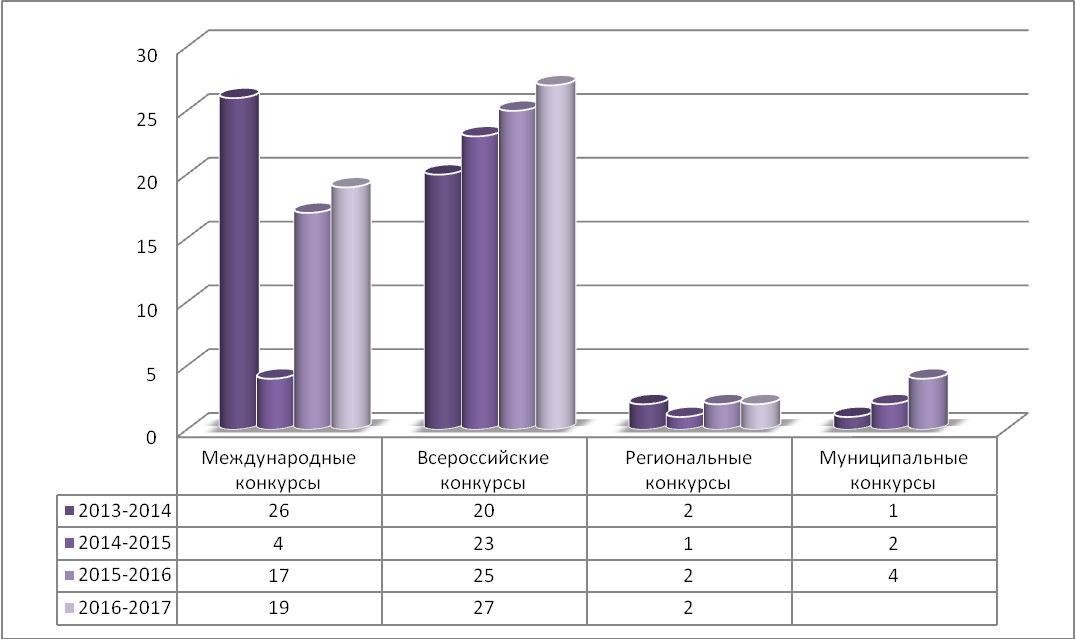 30
25
20
15
10
5
0
Международные конкурсы
Всероссийские конкурсы
Региональные конкурсы
Муниципальные конкурсы
2013-2014 26 20 2 1
2014-2015 4 23 1 2
2015-2016 17 25 2 4
2016-2017 19 27 2